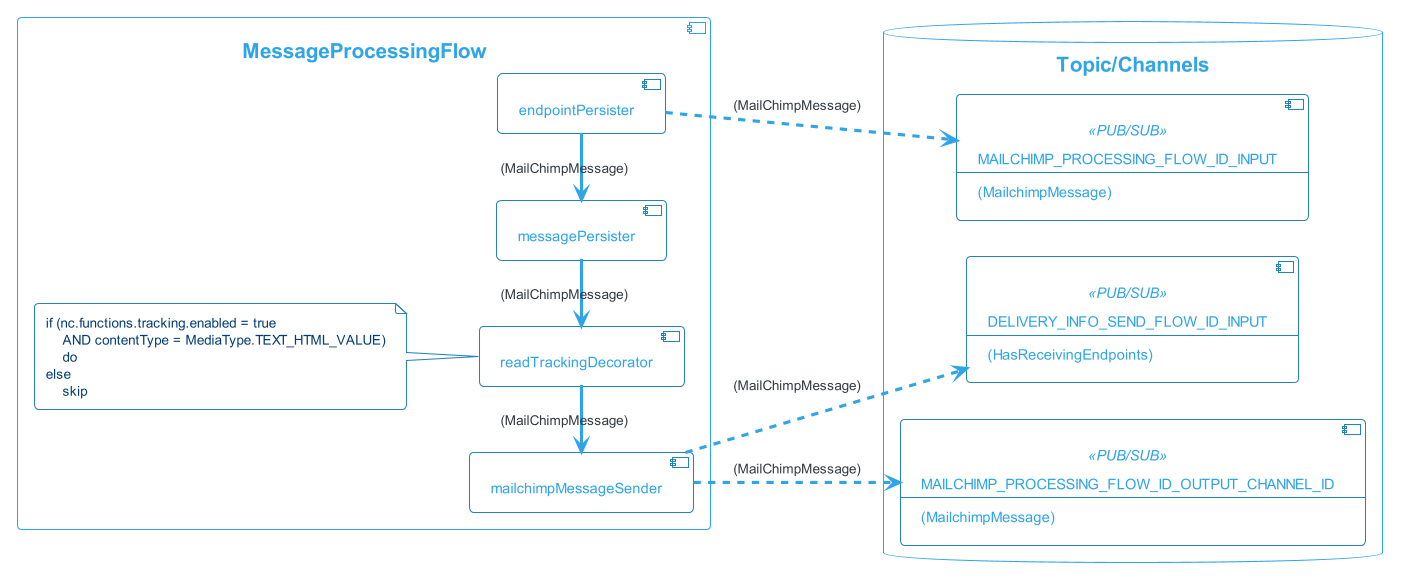 MessageProcessingFlow
endpointPersister
(MailChimpMessage)
messagePersister
(MailChimpMessage)
if (nc.functions.tracking.enabled = true
AND contentType = MediaType.TEXT_HTML_VALUE)
do
else
skip
readTrackingDecorator
(MailChimpMessage)
mailchimpMessageSender
(MailChimpMessage)
(MailChimpMessage)
(MailChimpMessage)
Topic/Channels
«PUB/SUB»
MAILCHIMP_PROCESSING_FLOW_ID_INPUT
(MailchimpMessage)
«PUB/SUB»
DELIVERY_INFO_SEND_FLOW_ID_INPUT
(HasReceivingEndpoints)
«PUB/SUB»
MAILCHIMP_PROCESSING_FLOW_ID_OUTPUT_CHANNEL_ID
(MailchimpMessage)